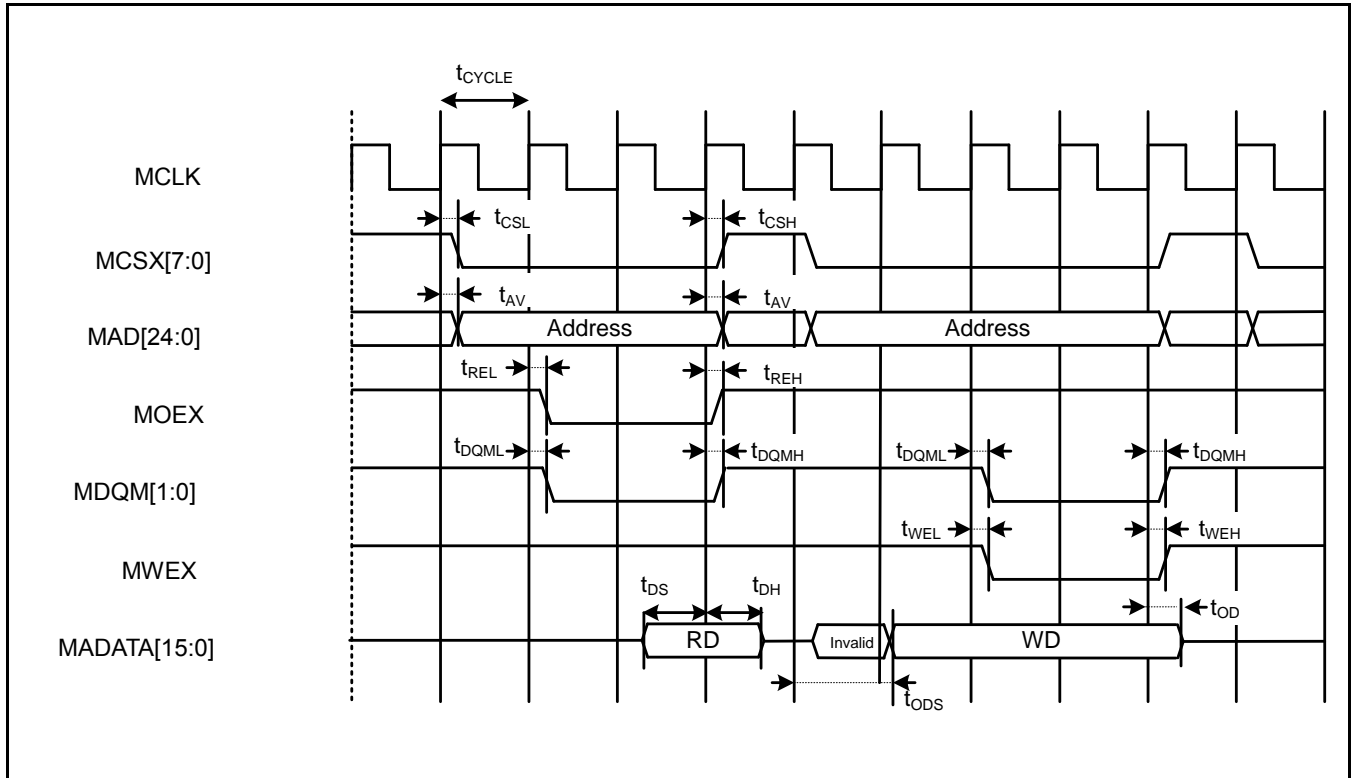 tCYCLE
MCLK
tCSL
tCSH
MCSX[7:0]
tAV
tAV
MAD[24:0]
Address
Address
tREL
tREH
MOEX
tDQML
tDQMH
tDQML
tDQMH
MDQM[1:0]
tWEL
tWEH
MWEX
tDS
tDH
tOD
MADATA[15:0]
RD
Invalid
WD
tODS